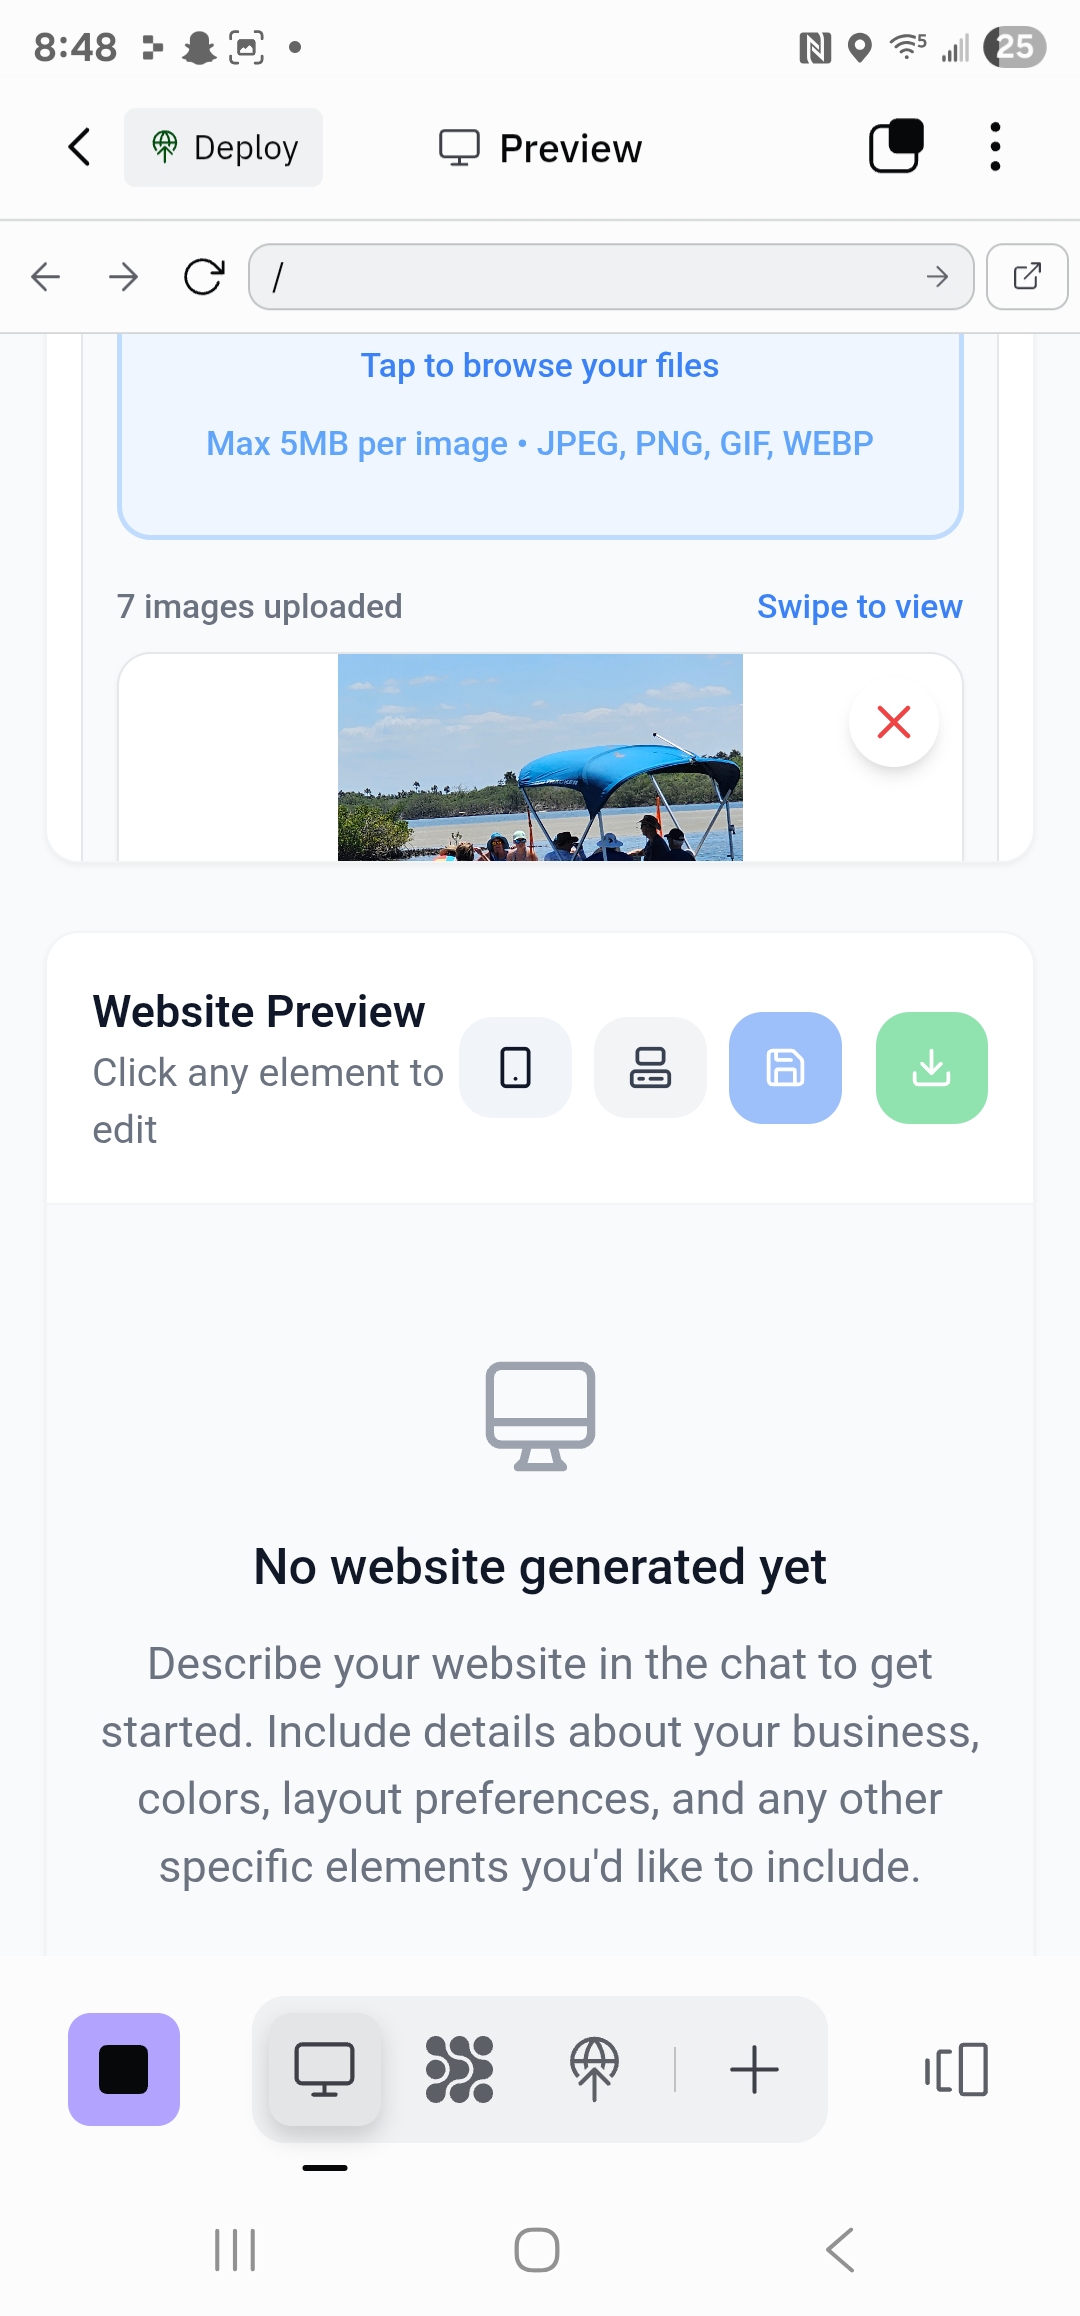 8:48
5
25
Deploy
Preview
/
Tap to browse your files
Max 5MB per image • JPEG, PNG, GIF, WEBP
7 images uploaded
Swipe to view
Website Preview
Click any element to
edit
No website generated yet
Describe your website in the chat to get
started. Include details about your business,
colors, layout preferences, and any other
specific elements you'd like to include.